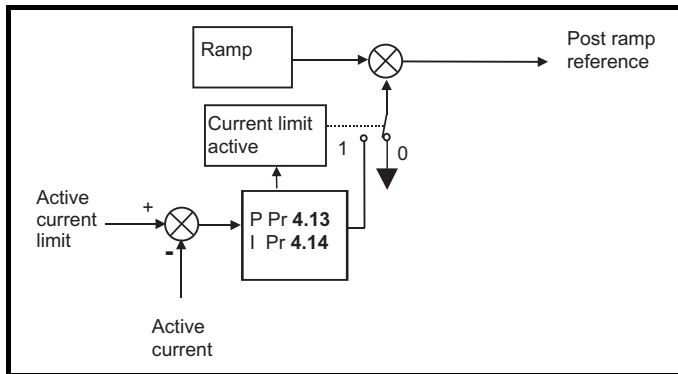 Ramp
Post ramp
reference
Current limit
active
1
0
Active
current
limit
+
-
P Pr 4.13
I Pr 4.14
Active
current